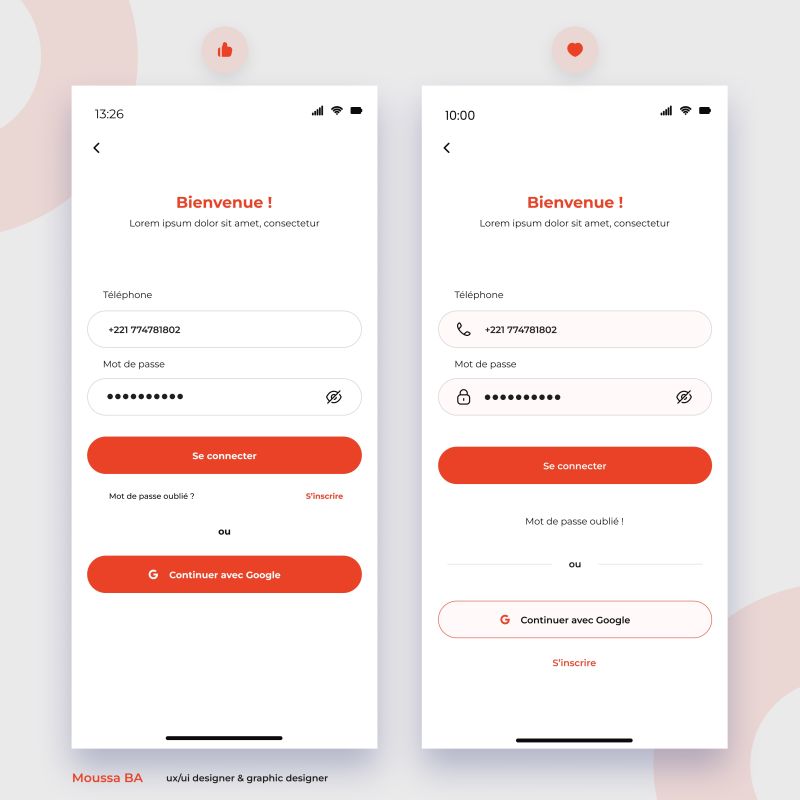 13:26
Bienvenue !
Lorem ipsum dolor sit amet, consectetur
Téléphone
+221 774781802
Mot de passe
Se connecter
Mot de passe oublié ?
S'inscrire
ou
G Continuer avec Google
10:00
Bienvenue !
Lorem ipsum dolor sit amet, consectetur
Téléphone
+221 774781802
Mot de passe
Se connecter
Mot de passe oublié !
ou
G Continuer avec Google
S'inscrire
Moussa BA ux/ui designer & graphic designer